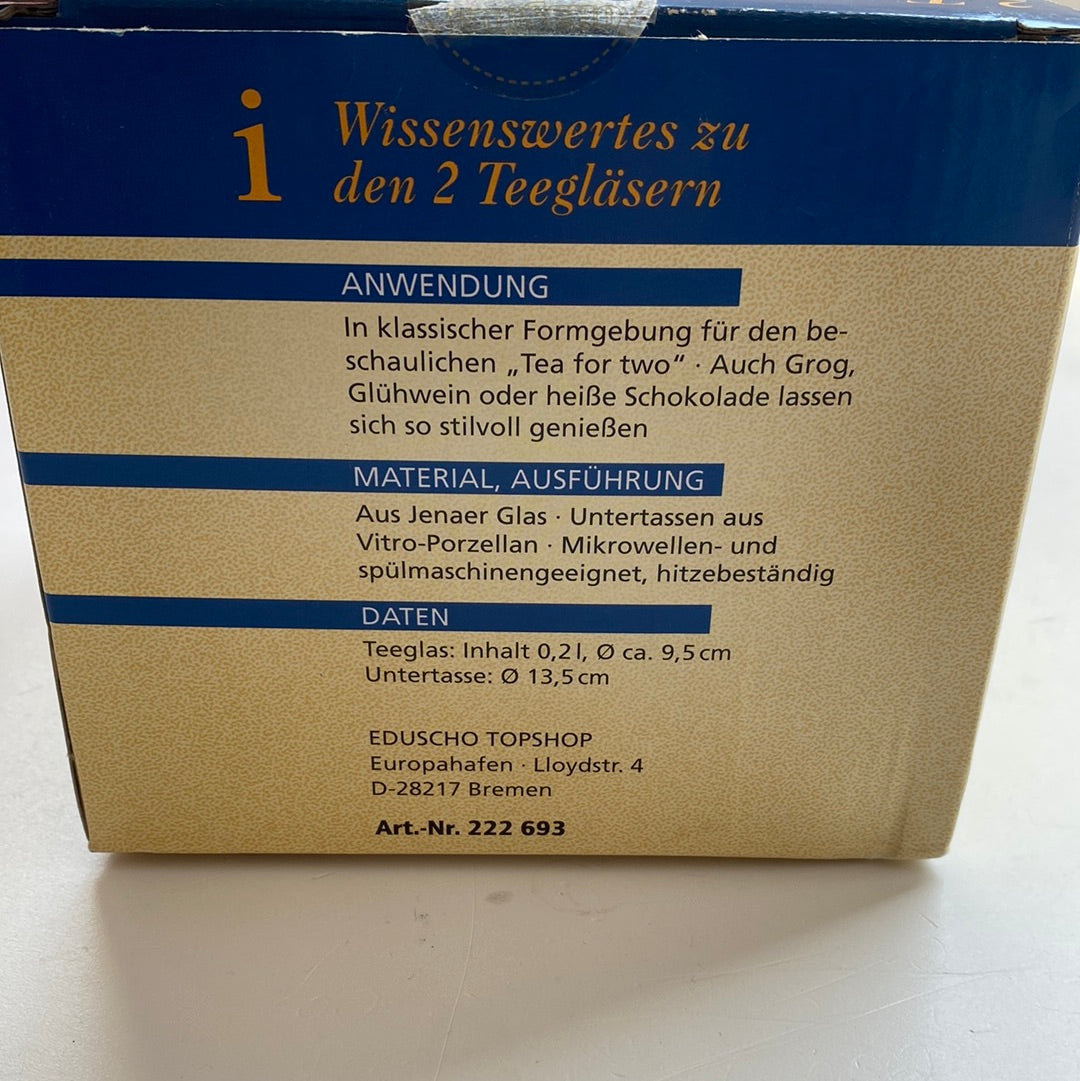 i
Wissenswertes zu
den 2 Teegläsern
ANWENDUNG
In klassischer Formgebung für den be-
schaulichen „Tea for two“ · Auch Grog,
Glühwein oder heiße Schokolade lassen
sich so stilvoll genießen
MATERIAL, AUSFÜHRUNG
Aus Jenaer Glas · Untertassen aus
Vitro-Porzellan · Mikrowellen- und
spülmaschinengeeignet, hitzebeständig
DATEN
Teeglas: Inhalt 0,2 l, Ø ca. 9,5 cm
Untertasse: Ø 13,5 cm
EDUSCHO TOPSHOP
Europahafen · Lloydstr. 4
D-28217 Bremen
Art.-Nr. 222 693